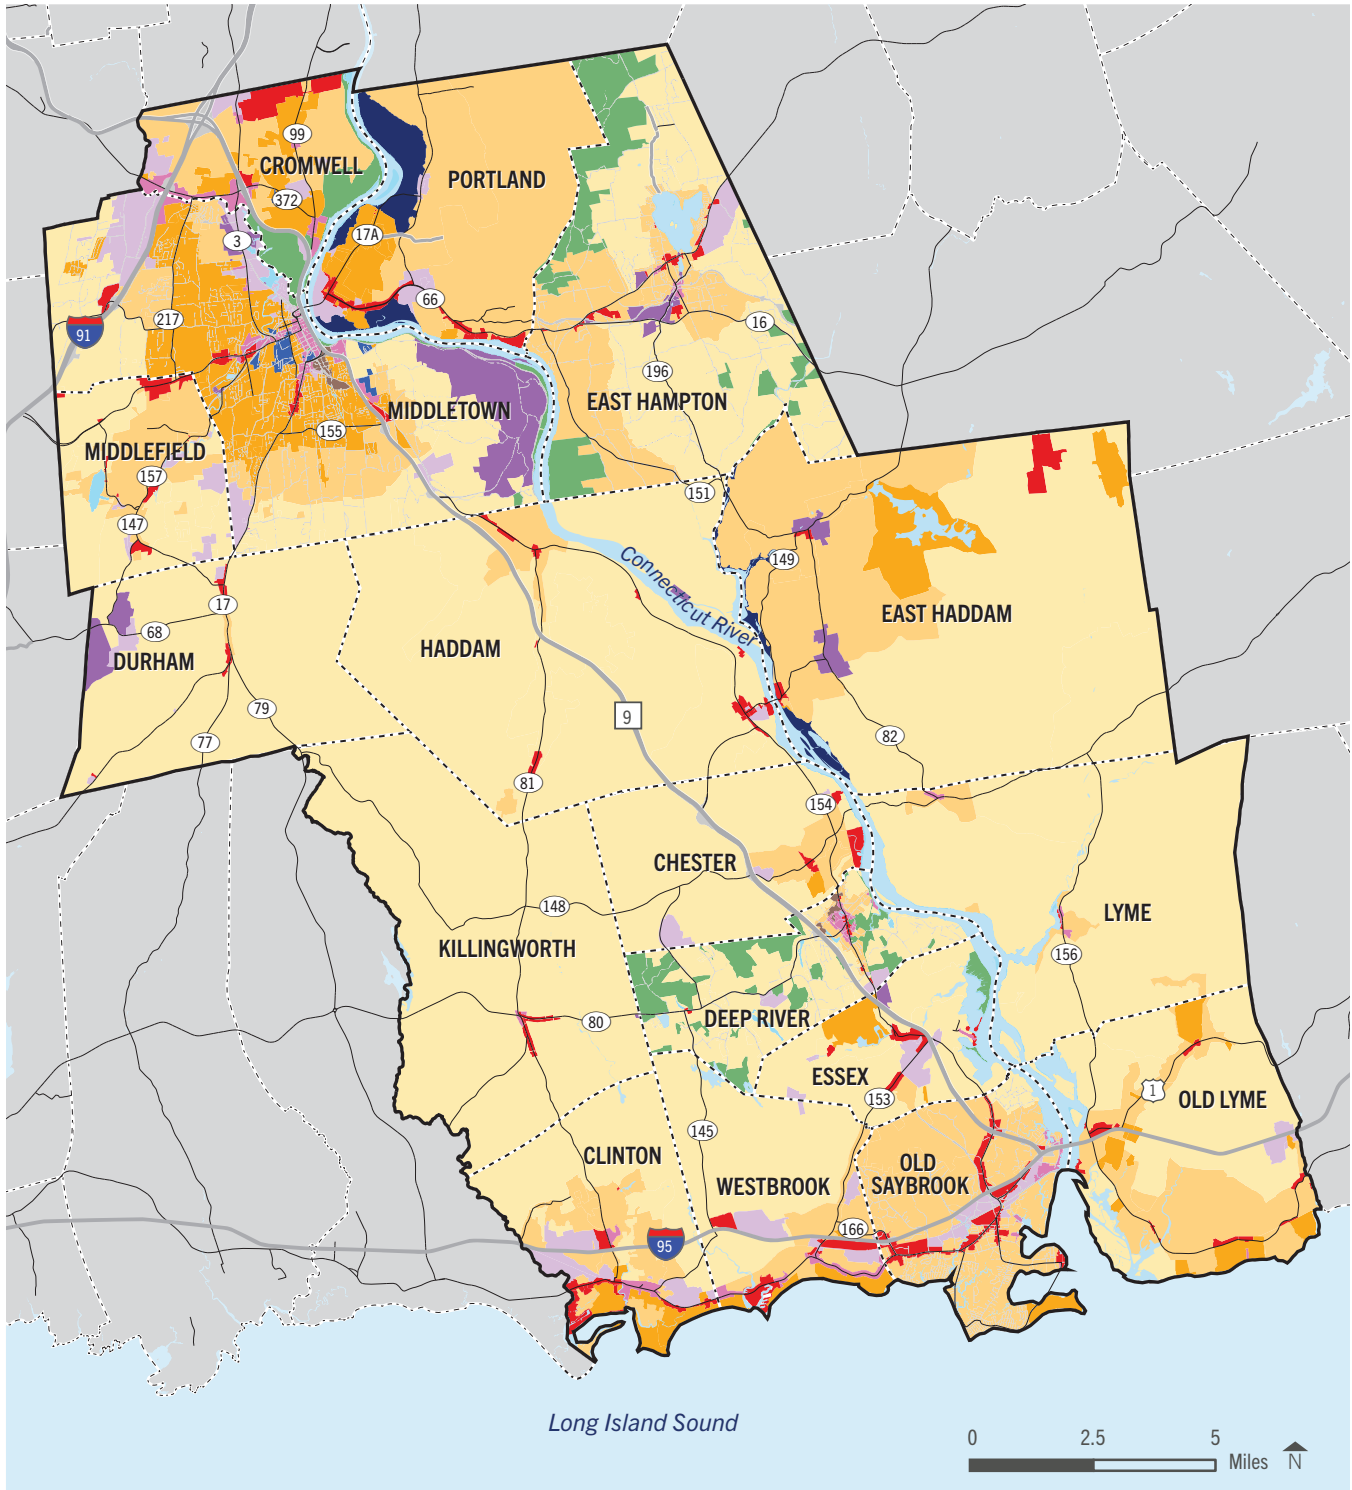 99
CROMWELL
PORTLAND
372
17A
3
66
217
91
16
196
EAST HAMPTON
MIDDLETOWN
155
MIDDLEFIELD
157
151
147
Connecticut River
149
17
EAST HADDAM
68
HADDAM
DURHAM
79
9
82
77
81
154
CHESTER
148
LYME
KILLINGWORTH
156
80
DEEP RIVER
ESSEX
1
153
OLD LYME
145
CLINTON
OLD
SAYBROOK
WESTBROOK
166
95
Long Island Sound
0 2.5 5
Miles N